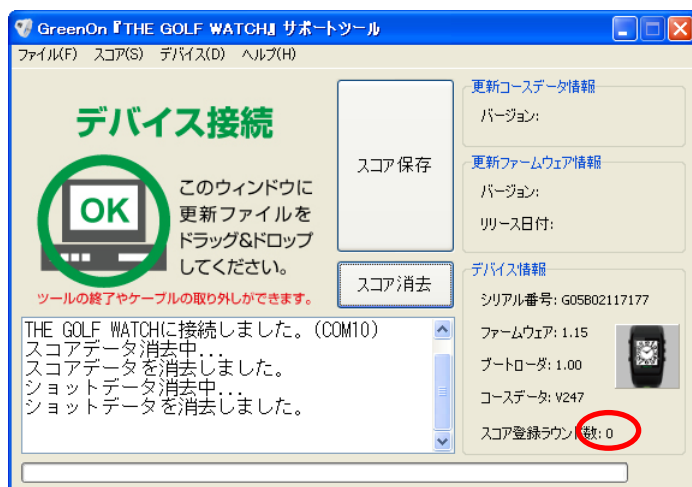 GreenOn『THE GOLF WATCH』 サポートツール
ファイル(F) スコア(S) デバイス(D) ヘルプ(H)
デバイス接続
OK
このウィンドウに
更新ファイルを
ドラッグ&ドロップ
してください。
ツールの終了やケーブルの取り外しができます。
スコア保存
スコア消去
THE GOLF WATCHに接続しました。(COM10)
スコアデータ消去中...
スコアデータを消去しました。
ショットデータ消去中...
ショットデータを消去しました。
更新コースデータ情報
バージョン:
更新ファームウェア情報
バージョン:
リリース日付:
デバイス情報
シリアル番号: G05B02117177
ファームウェア: 1.15
ブートローダ: 1.00
コースデータ: V247
スコア登録ラウンド数: 0